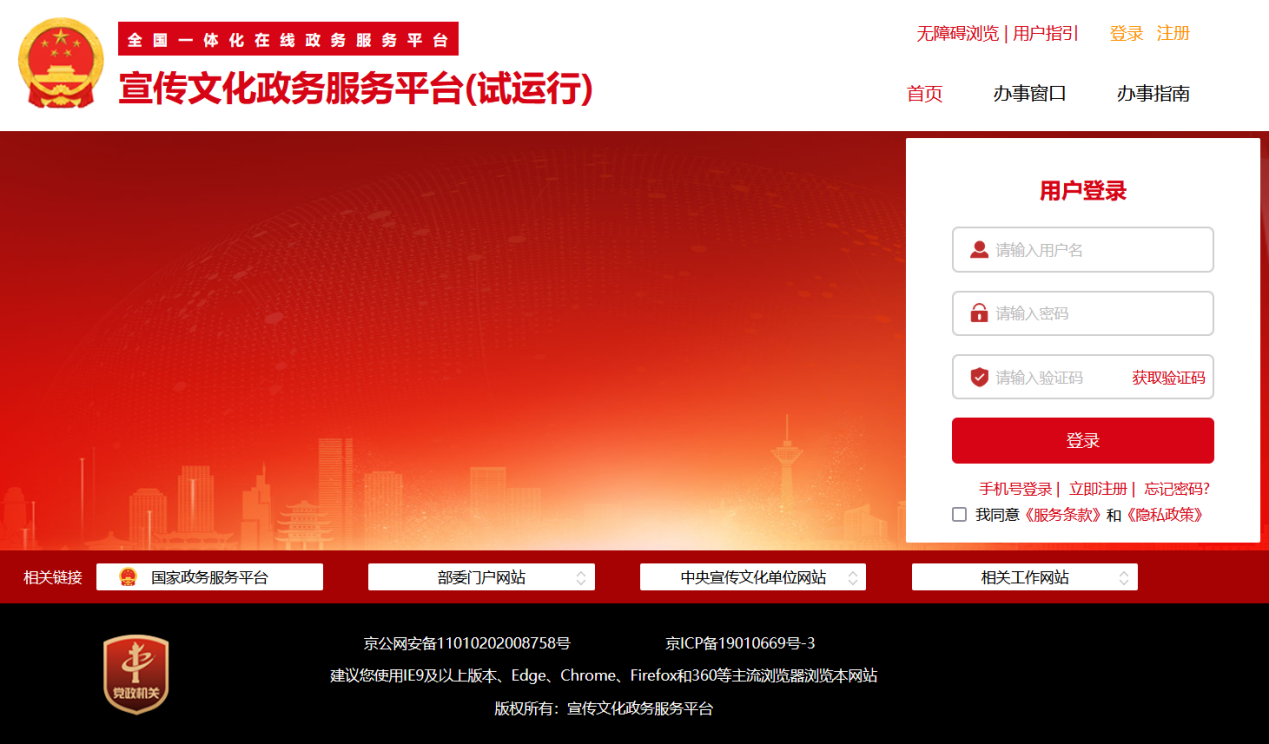 全国一体化在线政务服务平台
宣传文化政务服务平台(试运行)
无障碍浏览 | 用户指引 登录 注册
首页 办事窗口 办事指南
用户登录
请输入用户名
请输入密码
请输入验证码 获取验证码
登录
手机号登录 | 立即注册 | 忘记密码?
我同意《服务条款》和《隐私政策》
相关链接 国家政务服务平台 部委门户网站 中央宣传文化单位网站 相关工作网站
党政机关
京公网安备11010202008758号 京ICP备19010669号-3
建议您使用IE9及以上版本、Edge、Chrome、Firefox和360等主流浏览器浏览本网站
版权所有：宣传文化政务服务平台